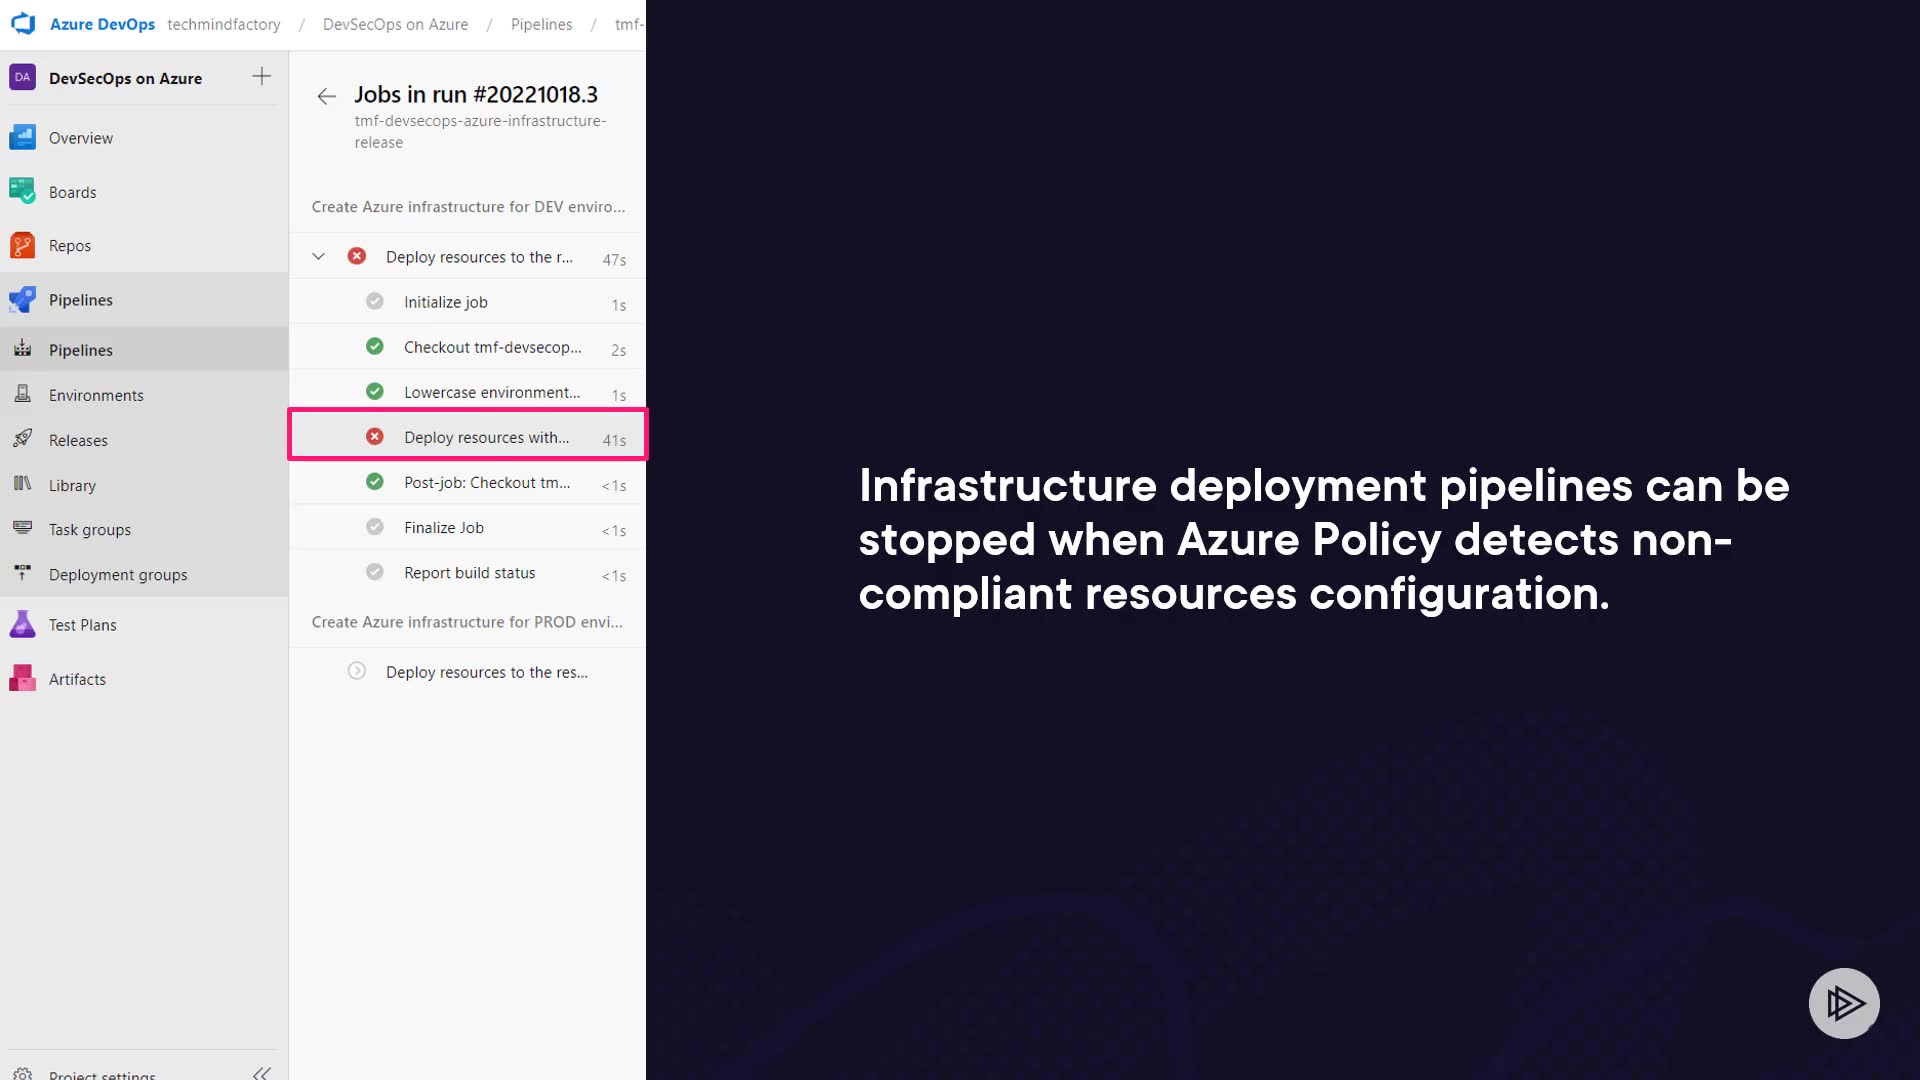 Azure DevOps techmindfactory / DevSecOps on Azure / Pipelines / tmf-
DA DevSecOps on Azure
Overview
Boards
Repos
Pipelines
Pipelines
Environments
Releases
Library
Task groups
Deployment groups
Test Plans
Artifacts
Project settings
Jobs in run #20221018.3
tmf-devsecops-azure-infrastructure-
release
Create Azure infrastructure for DEV enviro...
Deploy resources to the r... 47s
Initialize job 1s
Checkout tmf-devsecop... 2s
Lowercase environment... 1s
Deploy resources with... 41s
Post-job: Checkout tm... <1s
Finalize Job <1s
Report build status <1s
Create Azure infrastructure for PROD envi...
Deploy resources to the res...
Infrastructure deployment pipelines can be
stopped when Azure Policy detects non-
compliant resources configuration.